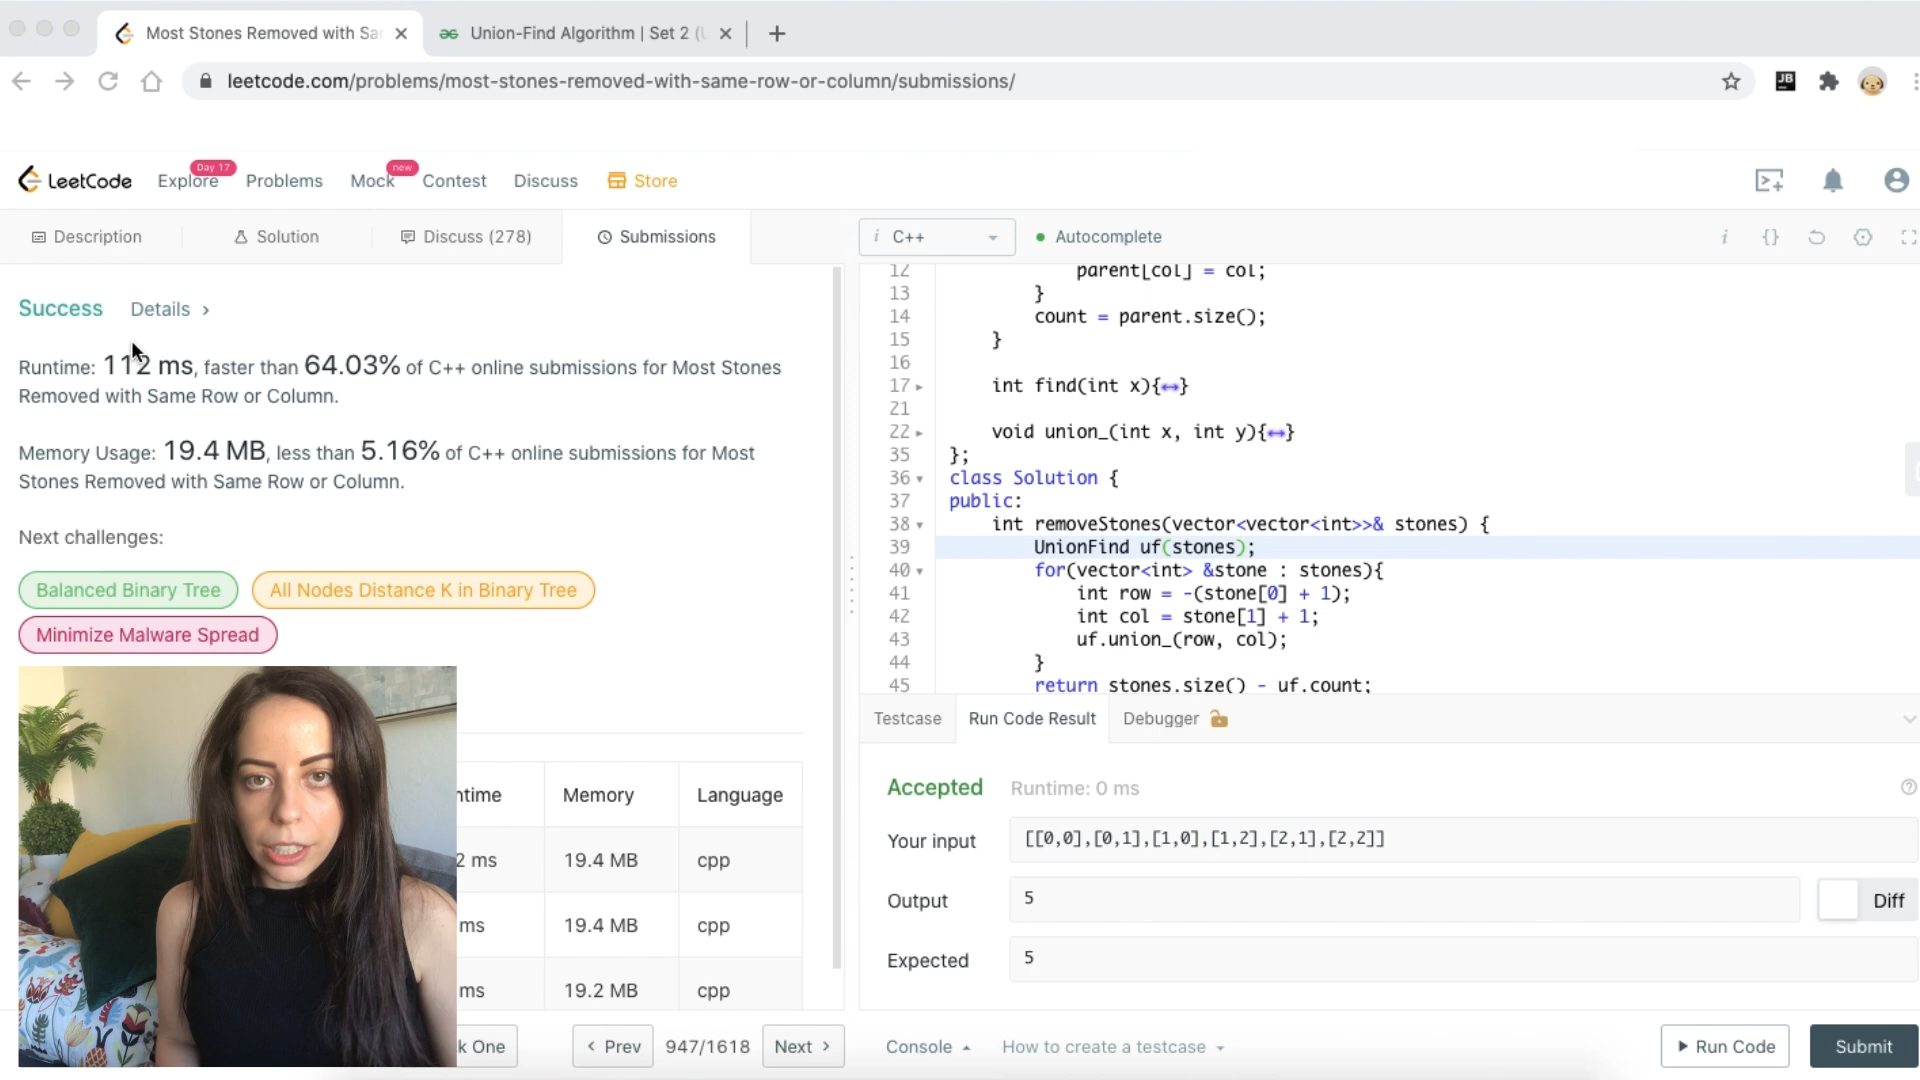 Most Stones Removed with Sa
Union-Find Algorithm | Set 2 (
leetcode.com/problems/most-stones-removed-with-same-row-or-column/submissions/
JB
LeetCode
Explore
Day 17
Problems
Mock
new
Contest
Discuss
Store
Description
Solution
Discuss (278)
Submissions
i C++
Autocomplete
i {}
Success Details >
Runtime: 112 ms, faster than 64.03% of C++ online submissions for Most Stones
Removed with Same Row or Column.
Memory Usage: 19.4 MB, less than 5.16% of C++ online submissions for Most
Stones Removed with Same Row or Column.
Next challenges:
Balanced Binary Tree
All Nodes Distance K in Binary Tree
Minimize Malware Spread
ntime Memory Language
2 ms 19.4 MB cpp
ms 19.4 MB cpp
ms 19.2 MB cpp
k One
< Prev 947/1618 Next >
12 parent[col] = col;
13 }
14 count = parent.size();
15 }
16
17 int find(int x){↔}
21
22 void union_(int x, int y){↔}
35 };
36 class Solution {
37 public:
38 int removeStones(vector<vector<int>>& stones) {
39 UnionFind uf(stones);
40 for(vector<int> &stone : stones){
41 int row = -(stone[0] + 1);
42 int col = stone[1] + 1;
43 uf.union_(row, col);
44 }
45 return stones.size() - uf.count;
Testcase Run Code Result Debugger
Accepted Runtime: 0 ms
Your input [[0,0],[0,1],[1,0],[1,2],[2,1],[2,2]]
Output 5
Diff
Expected 5
Console How to create a testcase
Run Code
Submit